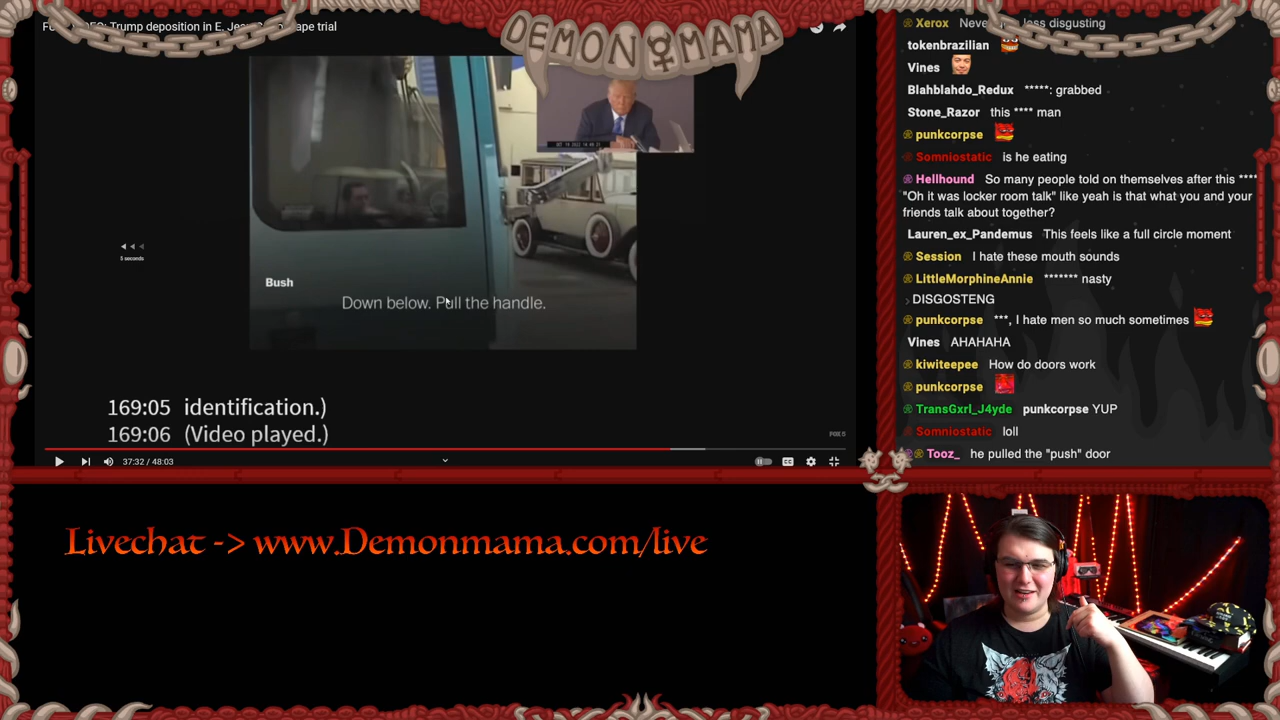 Trump deposition in E. Jea
ape trial
DEMON MAMA
Bush
Down below. Pull the handle.
169:05 identification.)
169:06 (Video played.)
FOX 5
5 seconds
37:32 / 48:03
Xerox
less disgusting
tokenbrazilian
Vines
Blahblahdo_Redux *****: grabbed
Stone_Razor this **** man
punkcorpse
Somniostatic is he eating
Hellhound So many people told on themselves after this ****
"Oh it was locker room talk" like yeah is that what you and your
friends talk about together?
Lauren_ex_Pandemus This feels like a full circle moment
Session I hate these mouth sounds
LittleMorphineAnnie ******* nasty
DISGOSTENG
punkcorpse ***, I hate men so much sometimes
Vines AHAHAHA
kiwiteepee How do doors work
punkcorpse
TransGxrl_J4yde punkcorpse YUP
Somniostatic loll
Tooz_ he pulled the "push" door
Livechat -> www.Demonmama.com/live